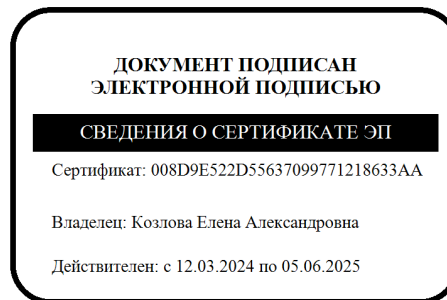 ДОКУМЕНТ ПОДПИСАН
ЭЛЕКТРОННОЙ ПОДПИСЬЮ
СВЕДЕНИЯ О СЕРТИФИКАТЕ ЭП
Сертификат: 008D9E522D55637099771218633AA
Владелец: Козлова Елена Александровна
Действителен: с 12.03.2024 по 05.06.2025